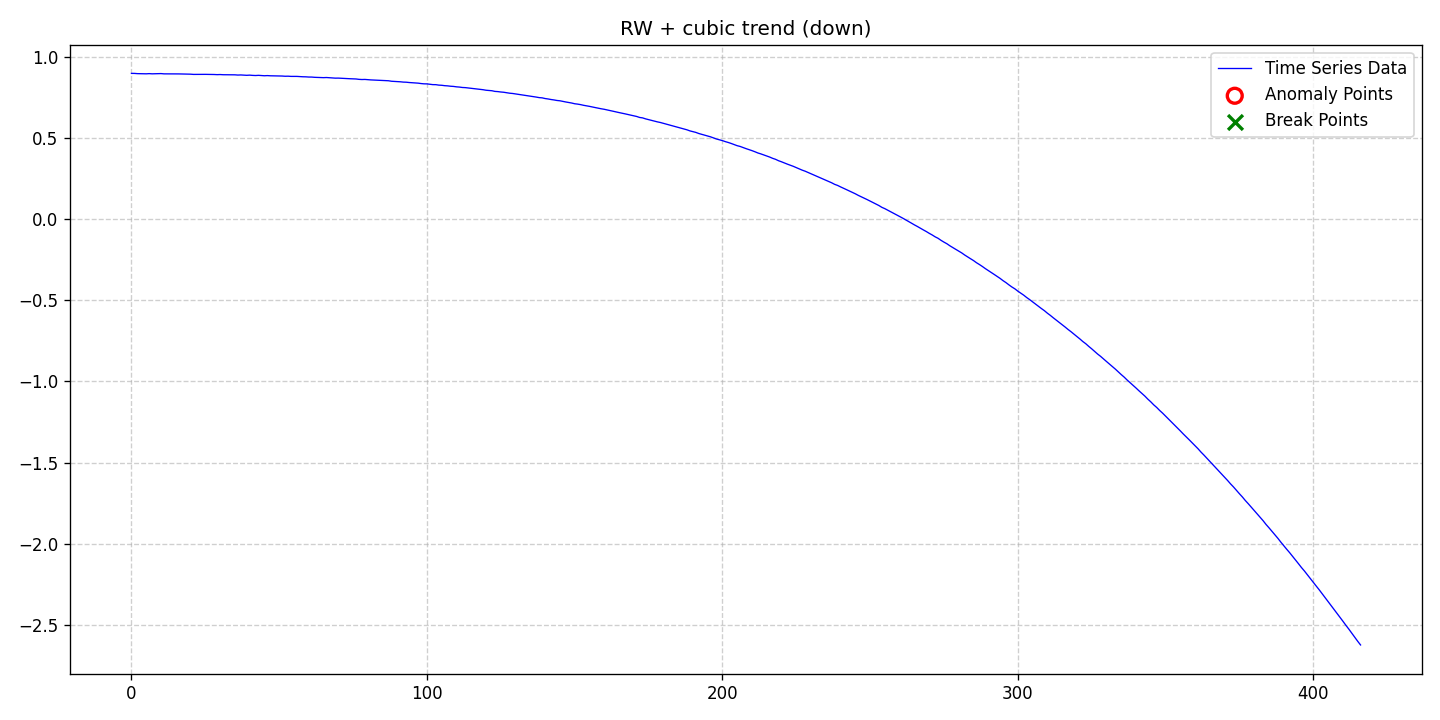 RW + cubic trend (down)
Time Series Data
Anomaly Points
Break Points
1.0
0.5
0.0
−0.5
−1.0
−1.5
−2.0
−2.5
0 100 200 300 400